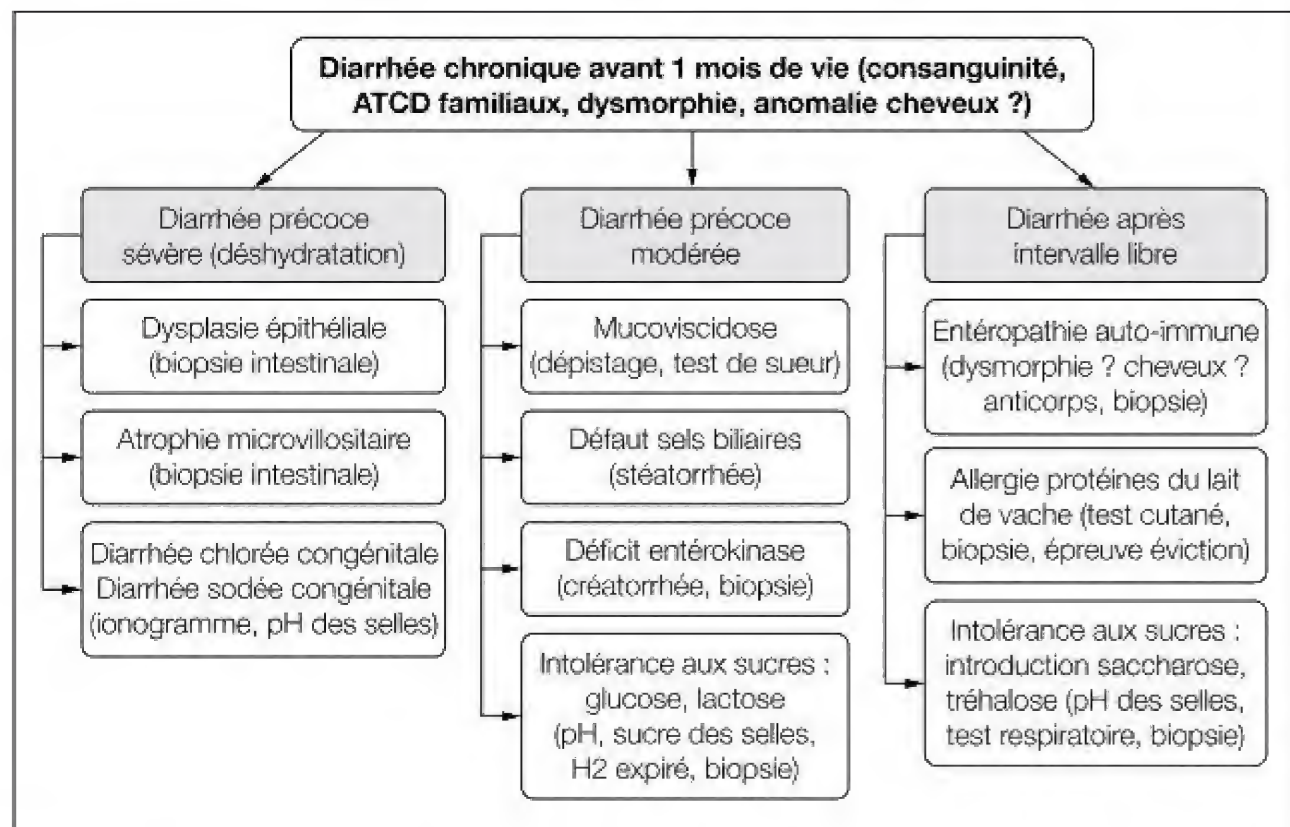 Diarrhée chronique avant 1 mois de vie (consanguinité,
ATCD familiaux, dysmorphie, anomalie cheveux ?)
Diarrhée précoce
sévère (déshydratation)
Dysplasie épithéliale
(biopsie intestinale)
Atrophie microvillositaire
(biopsie intestinale)
Diarrhée chlorée congénitale
Diarrhée sodée congénitale
(ionogramme, pH des selles)
Diarrhée précoce
modérée
Mucoviscidose
(dépistage, test de sueur)
Défaut sels biliaires
(stéatorrhée)
Déficit entérokinase
(créatorrhée, biopsie)
Intolérance aux sucres :
glucose, lactose
(pH, sucre des selles,
H2 expiré, biopsie)
Diarrhée après
intervalle libre
Entéropathie auto-immune
(dysmorphie ? cheveux ?
anticorps, biopsie)
Allergie protéines du lait
de vache (test cutané,
biopsie, épreuve éviction)
Intolérance aux sucres :
introduction saccharose,
tréhalose (pH des selles,
test respiratoire, biopsie)